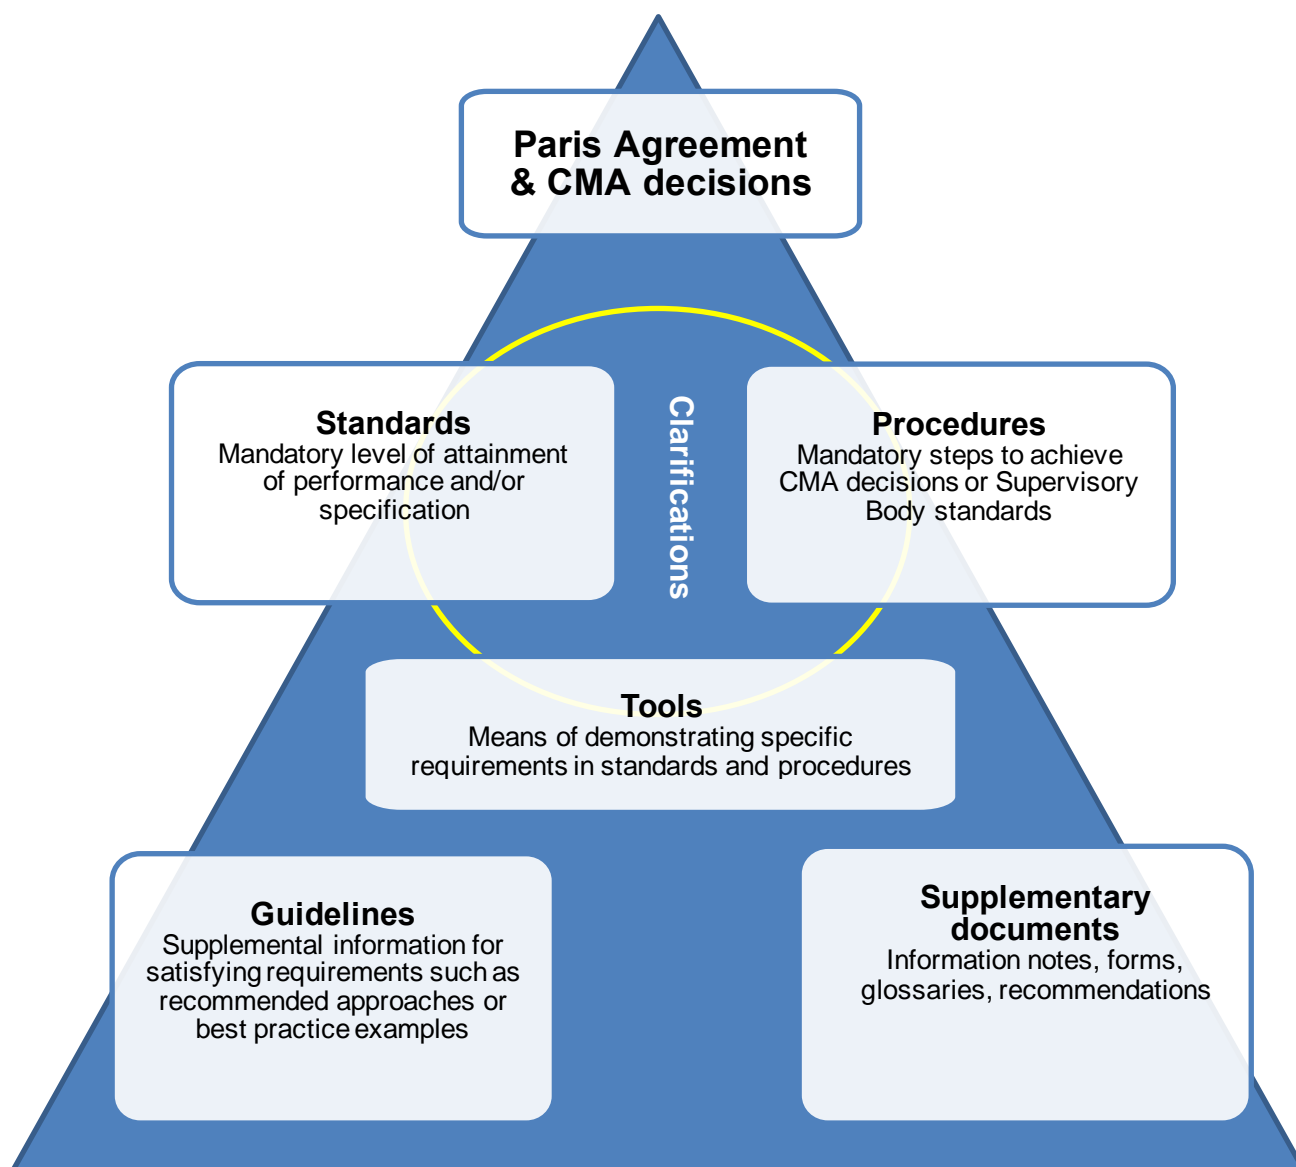 Paris Agreement
& CMA decisions
Standards
Mandatory level of attainment
of performance and/or
specification
Clarifications
Procedures
Mandatory steps to achieve
CMA decisions or Supervisory
Body standards
Tools
Means of demonstrating specific
requirements in standards and procedures
Guidelines
Supplemental information for
satisfying requirements such as
recommended approaches or
best practice examples
Supplementary
documents
Information notes, forms,
glossaries, recommendations